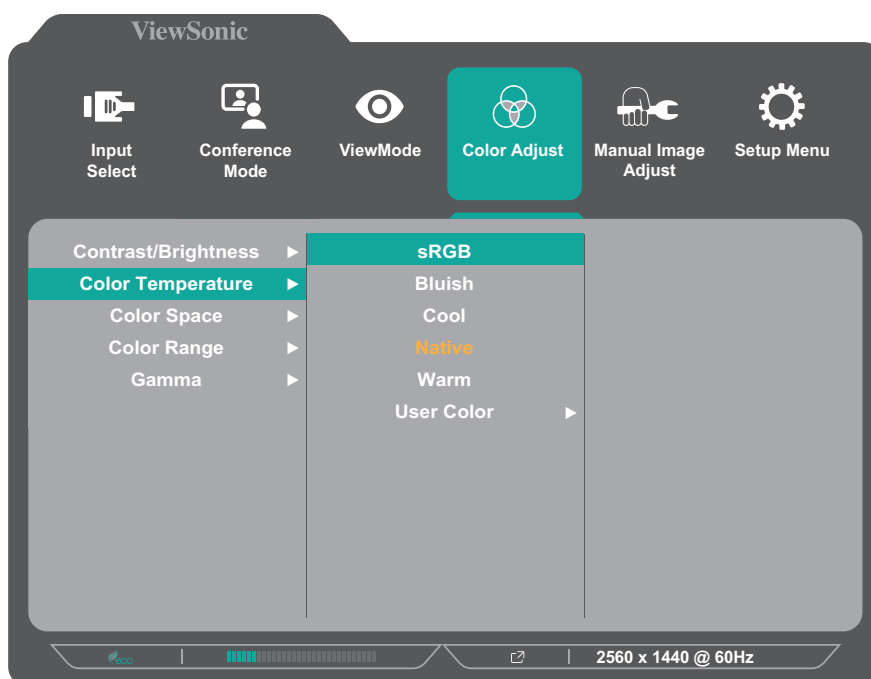 ViewSonic
Input
Select
Conference
Mode
ViewMode
Color Adjust
Manual Image
Adjust
Setup Menu
Contrast/Brightness
Color Temperature
Color Space
Color Range
Gamma
sRGB
Bluish
Cool
Native
Warm
User Color
eco
2560 x 1440 @ 60Hz